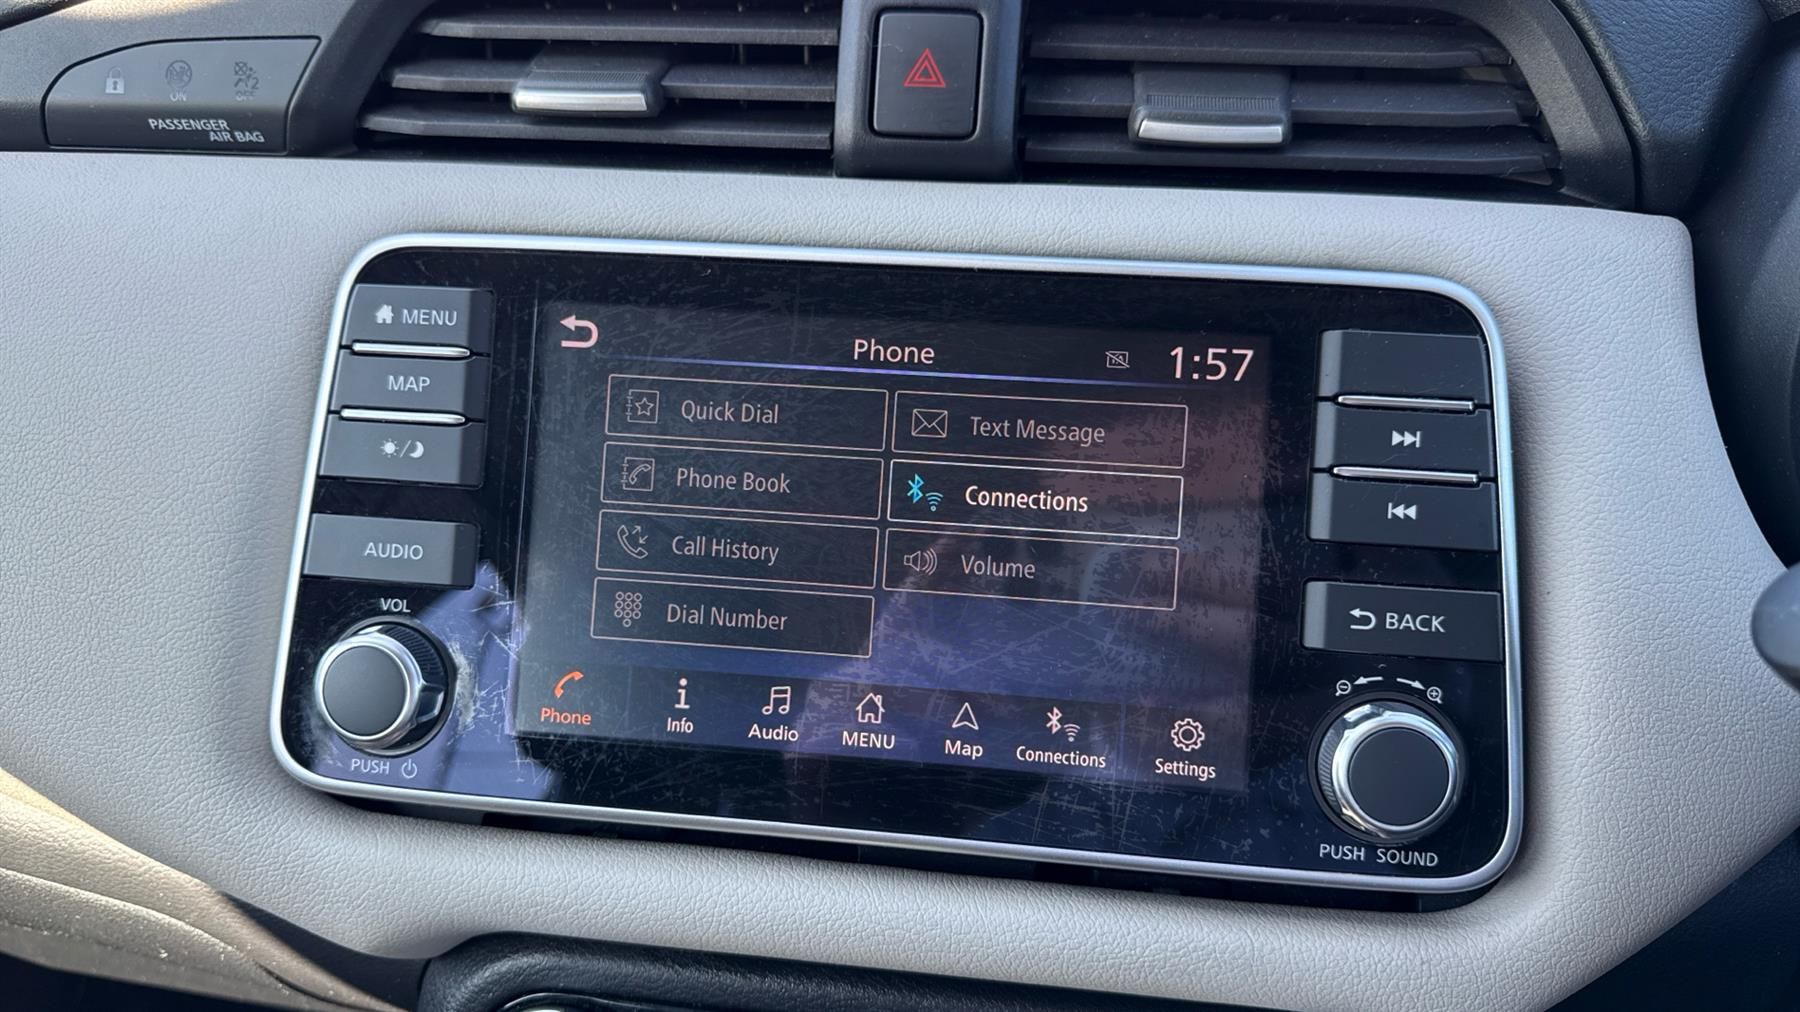 ON
OFF
PASSENGER
AIR BAG
MENU
MAP
AUDIO
VOL
PUSH
Phone
1:57
Quick Dial
Text Message
Phone Book
Connections
Call History
Volume
Dial Number
Phone
Info
Audio
MENU
Map
Connections
Settings
BACK
PUSH SOUND